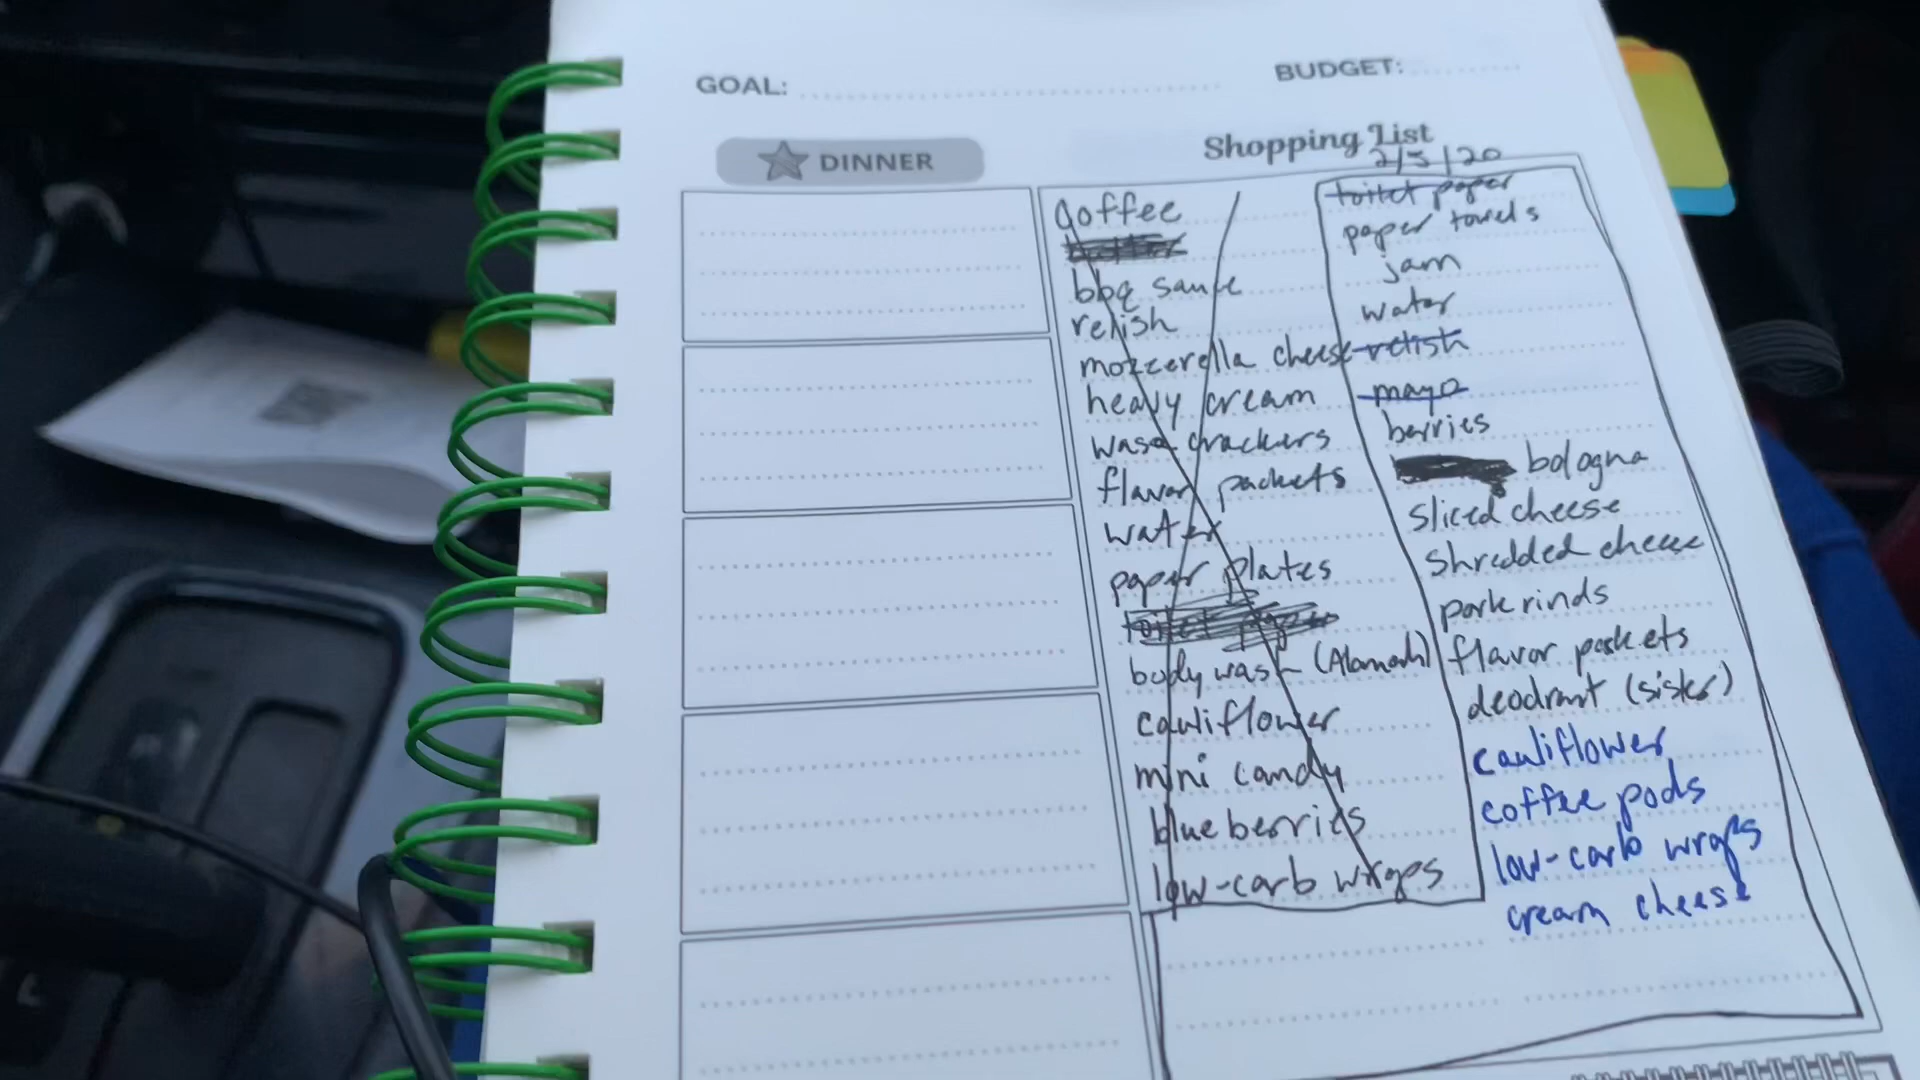 GOAL:
BUDGET:
DINNER
Shopping List
2/5/20
Coffee
bbq sauce
relish
mozzerella cheese
heavy cream
wasa crackers
flavor packets
water
paper plates
toilet paper
body wash
cauliflower
mini candy
blueberries
low-carb wraps
toilet paper
paper towels
jam
water
relish
mayo
berries
bologna
sliced cheese
shredded cheese
pork rinds
flavor packets
deodrant (sister)
cauliflower
coffee pods
low-carb wraps
cream cheese